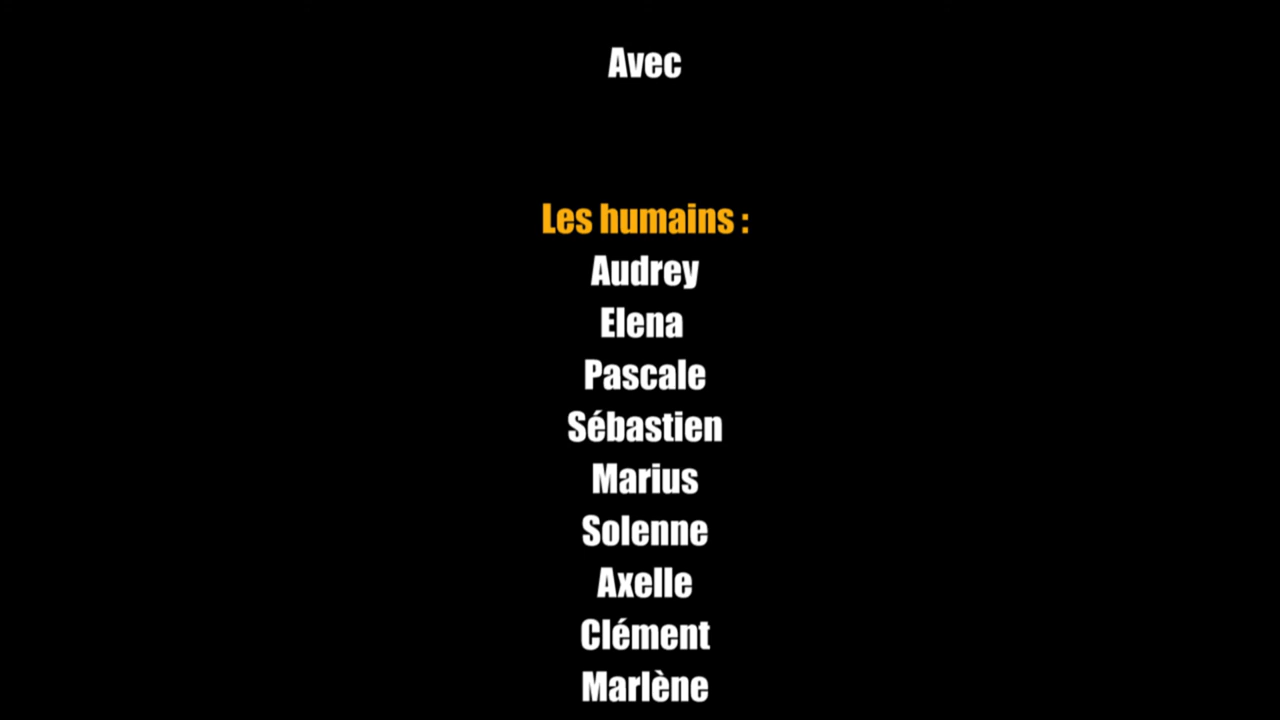 Avec
Les humains :
Audrey
Elena
Pascale
Sébastien
Marius
Solenne
Axelle
Clément
Marlène